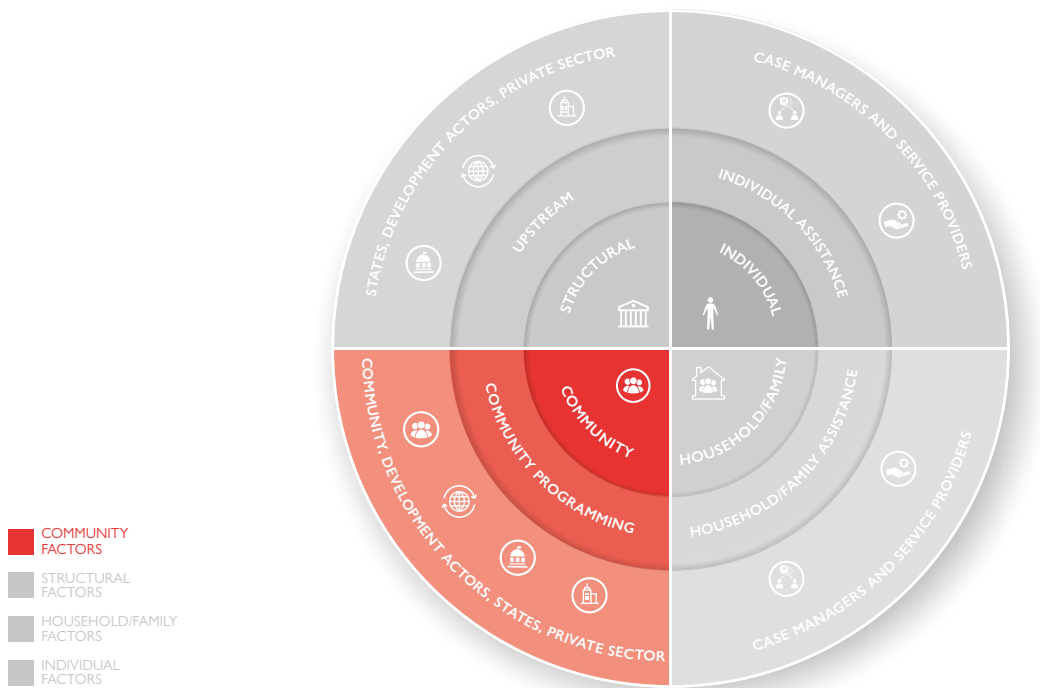 STATES, DEVELOPMENT ACTORS, PRIVATE SECTOR
UPSTREAM
STRUCTURAL
CASE MANAGERS AND SERVICE PROVIDERS
INDIVIDUAL ASSISTANCE
INDIVIDUAL
COMMUNITY, DEVELOPMENT ACTORS, STATES, PRIVATE SECTOR
COMMUNITY PROGRAMMING
COMMUNITY
HOUSEHOLD/FAMILY
HOUSEHOLD/FAMILY ASSISTANCE
CASE MANAGERS AND SERVICE PROVIDERS
COMMUNITY
FACTORS
STRUCTURAL
FACTORS
HOUSEHOLD/FAMILY
FACTORS
INDIVIDUAL
FACTORS